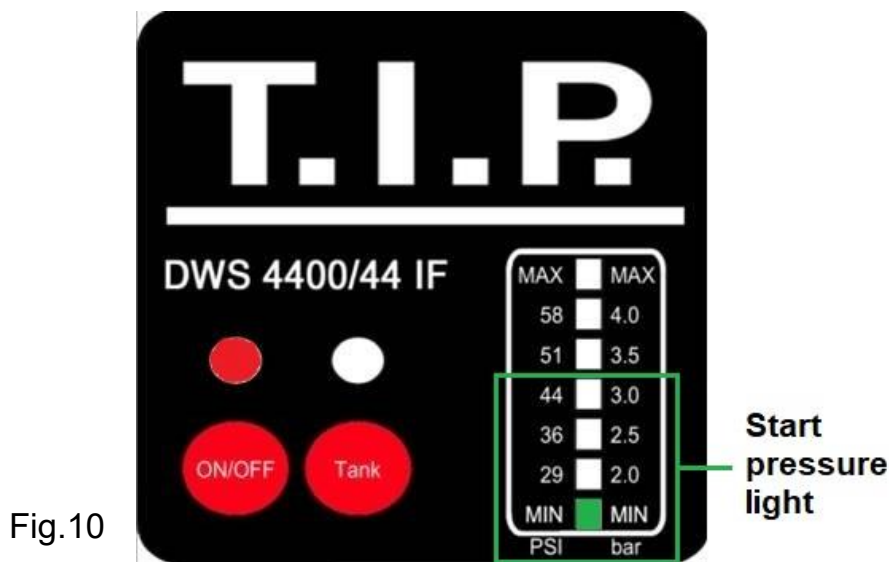 T.I.P.
DWS 4400/44 IF
MAX MAX
58 4.0
51 3.5
44 3.0
36 2.5
29 2.0
MIN MIN
PSI bar
ON/OFF Tank
Start
pressure
light
Fig.10